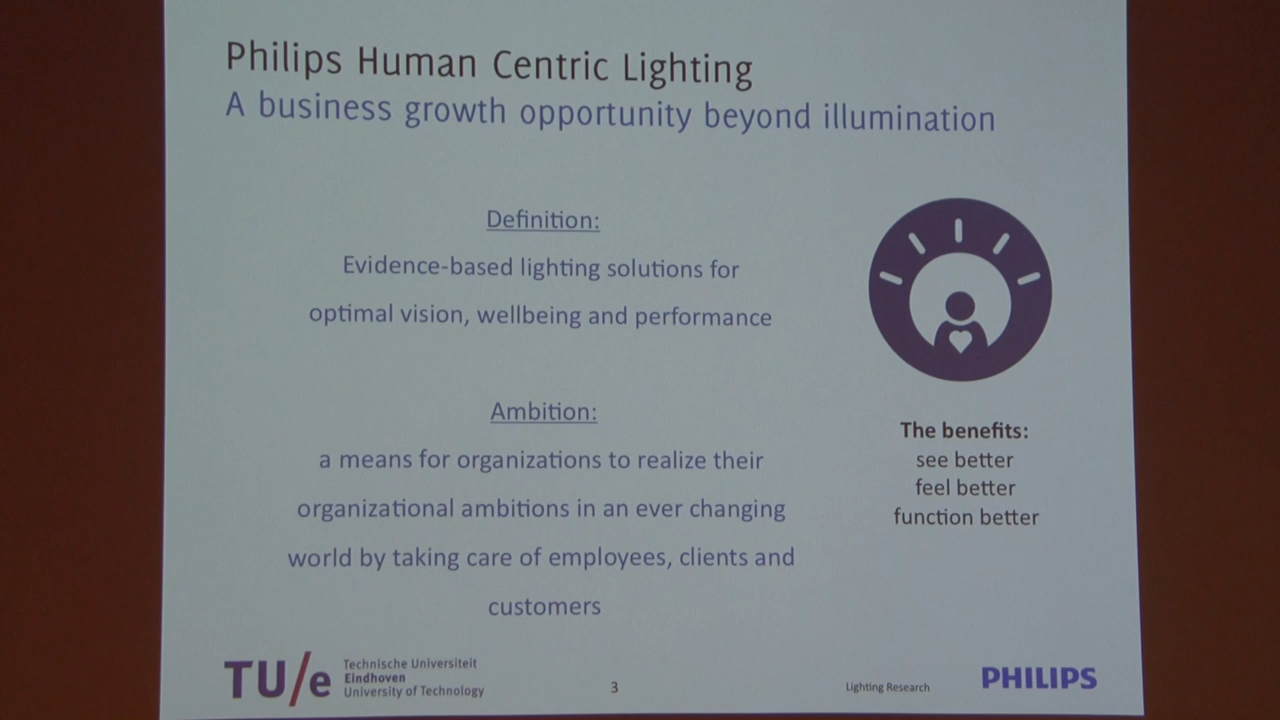 Philips Human Centric Lighting
A business growth opportunity beyond illumination
Definition:
Evidence-based lighting solutions for
optimal vision, wellbeing and performance
Ambition:
a means for organizations to realize their
organizational ambitions in an ever changing
world by taking care of employees, clients and
customers
The benefits:
see better
feel better
function better
TU/e
Technische Universiteit
Eindhoven
University of Technology
3
Lighting Research
PHILIPS